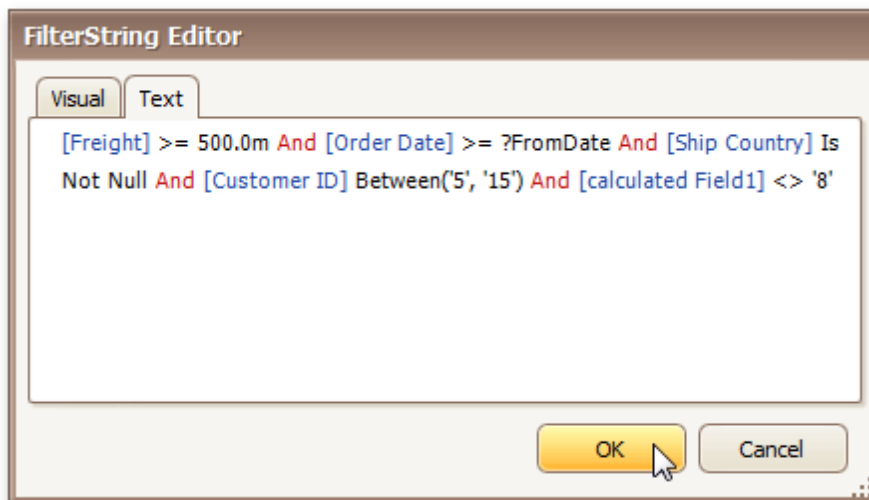 FilterString Editor
Visual Text
[Freight] >= 500.0m And [Order Date] >= ?FromDate And [Ship Country] Is
Not Null And [Customer ID] Between('5', '15') And [calculated Field1] <> '8'
OK Cancel